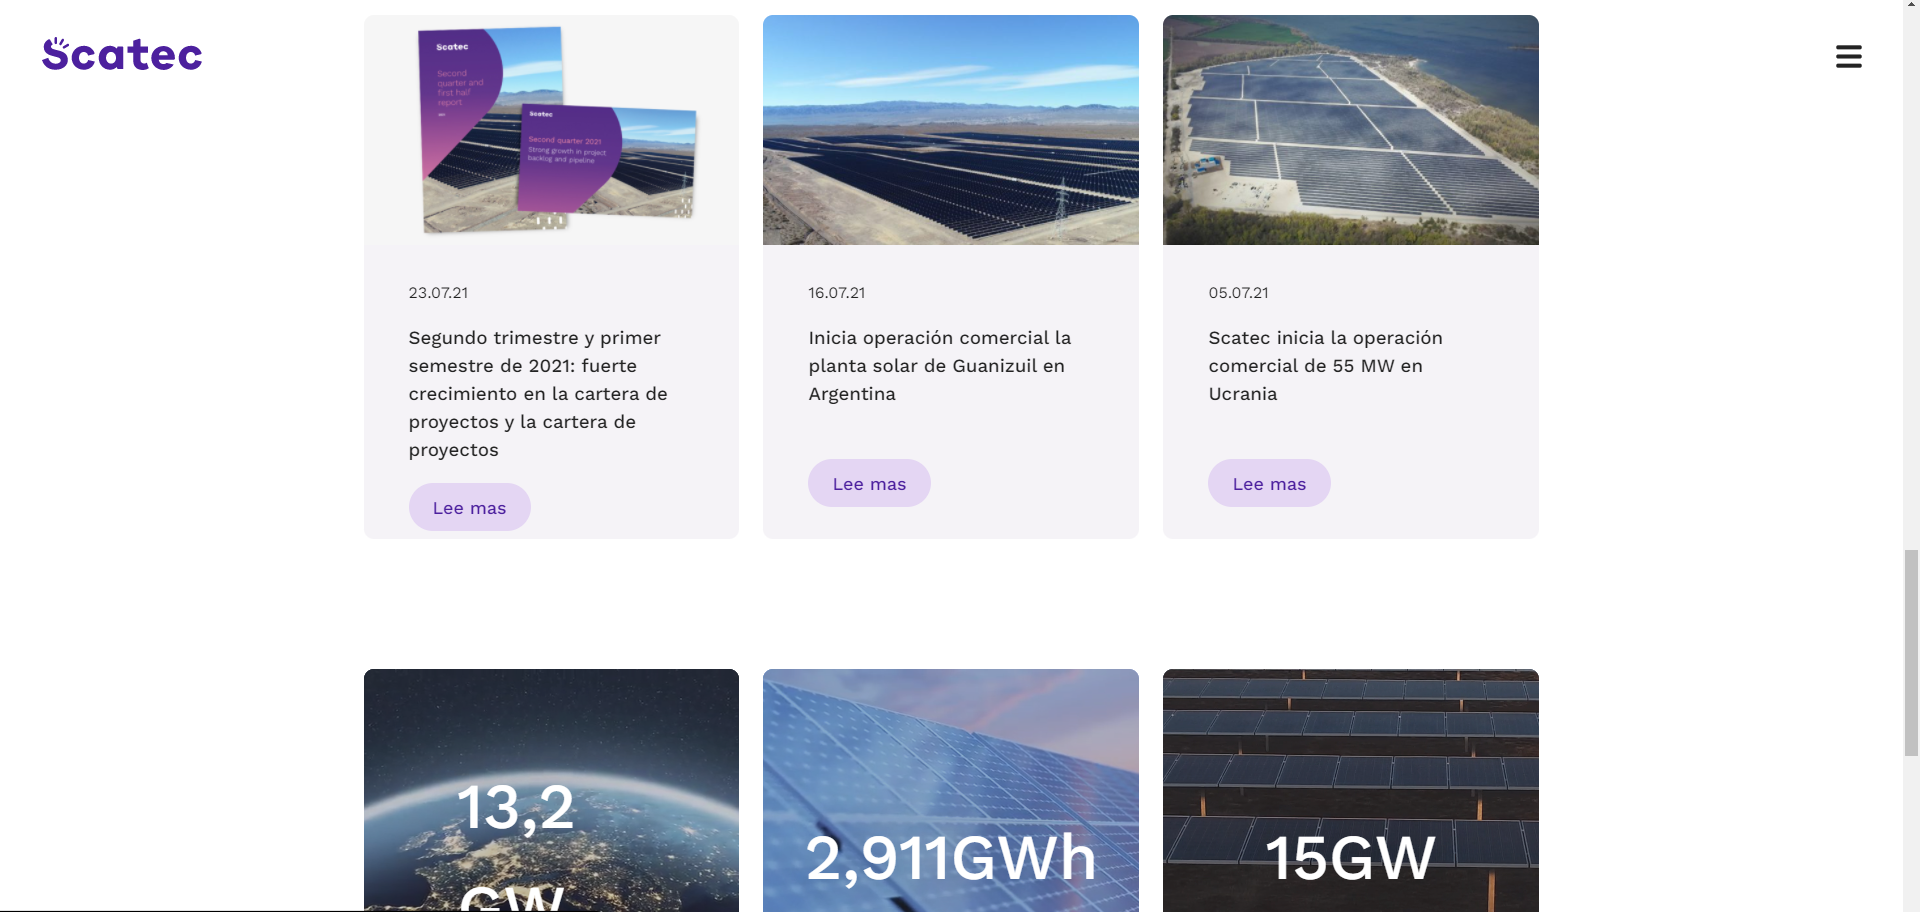 Scatec
Scatec
Second
quarter and
first half
report
Scatec
Second quarter 2021
Strong growth in project
backlog and pipeline
23.07.21
Segundo trimestre y primer
semestre de 2021: fuerte
crecimiento en la cartera de
proyectos y la cartera de
proyectos
Lee mas
16.07.21
Inicia operación comercial la
planta solar de Guanizuil en
Argentina
Lee mas
05.07.21
Scatec inicia la operación
comercial de 55 MW en
Ucrania
Lee mas
13,2
GW
2,911GWh
15GW